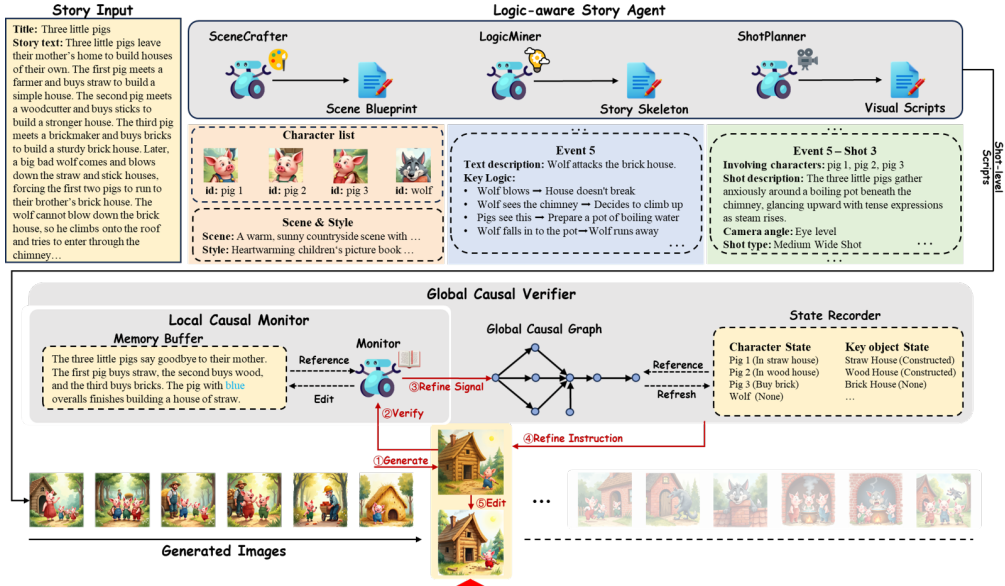 Story Input
Title: Three little pigs
Story text: Three little pigs leave
their mother's home to build houses
of their own. The first pig meets a
farmer and buys straw to build a
simple house. The second pig meets
a woodcutter and buys sticks to
build a stronger house. The third pig
meets a brickmaker and buys bricks
to build a sturdy brick house. Later,
a big bad wolf comes and blows
down the straw and stick houses,
forcing the first two pigs to run to
their brother's brick house. The
wolf cannot blow down the brick
house, so he climbs onto the roof
and tries to enter through the
chimney…
Logic-aware Story Agent
SceneCrafter
Scene Blueprint
LogicMiner
Story Skeleton
ShotPlanner
Visual Scripts
Shot-level
Scripts
Character list
id: pig 1
id: pig 2
id: pig 3
id: wolf
Scene & Style
Scene: A warm, sunny countryside scene with …
Style: Heartwarming children's picture book …
…
Event 5
Text description: Wolf attacks the brick house.
Key Logic:
• Wolf blows → House doesn't break
• Wolf sees the chimney → Decides to climb up
• Pigs see this → Prepare a pot of boiling water
• Wolf falls in to the pot→Wolf runs away
…
…
Event 5 – Shot 3
Involving characters: pig 1, pig 2, pig 3
Shot description: The three little pigs gather
anxiously around a boiling pot beneath the
chimney, glancing upward with tense expressions
as steam rises.
Camera angle: Eye level
Shot type: Medium Wide Shot
…
…
Global Causal Verifier
Local Causal Monitor
Memory Buffer
The three little pigs say goodbye to their mother.
The first pig buys straw, the second buys wood,
and the third buys bricks. The pig with blue
overalls finishes building a house of straw.
Reference
Edit
Monitor
③Refine Signal
②Verify
Global Causal Graph
Reference
Refresh
State Recorder
Character State
Pig 1 (In straw house)
Pig 2 (In wood house)
Pig 3 (Buy brick)
Wolf (None)
Key object State
Straw House (Constructed)
Wood House (Constructed)
Brick House (None)
…
④Refine Instruction
①Generate
⑤Edit
…
Generated Images